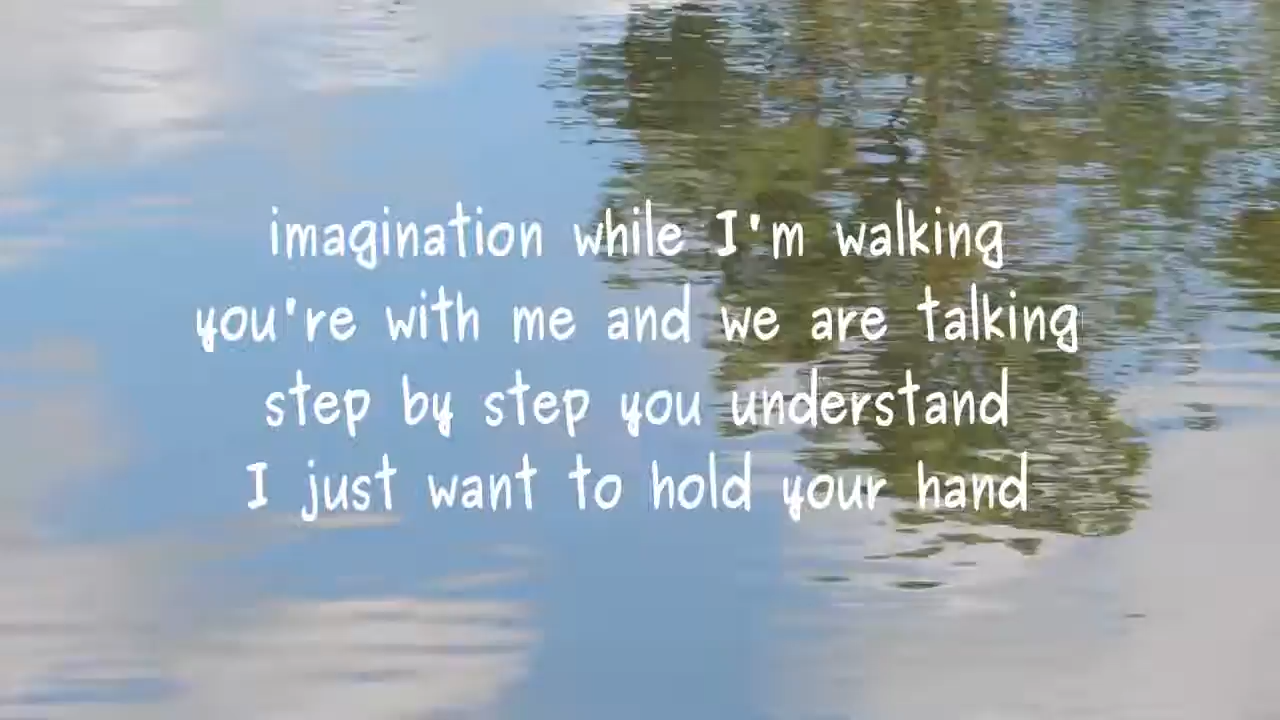 imagination while I'm walking
you're with me and we are talking
step by step you understand
I just want to hold your hand